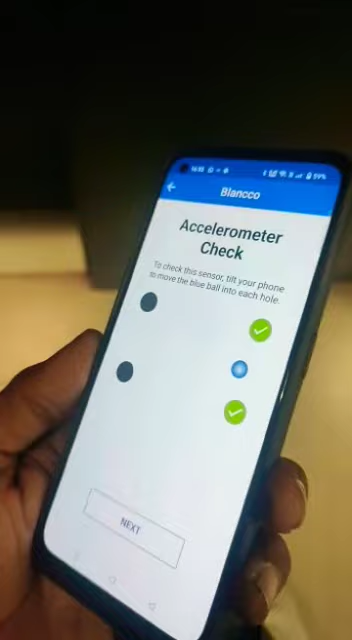 Blancco
Accelerometer
Check
To check this sensor, tilt your phone
to move the blue ball into each hole.
NEXT